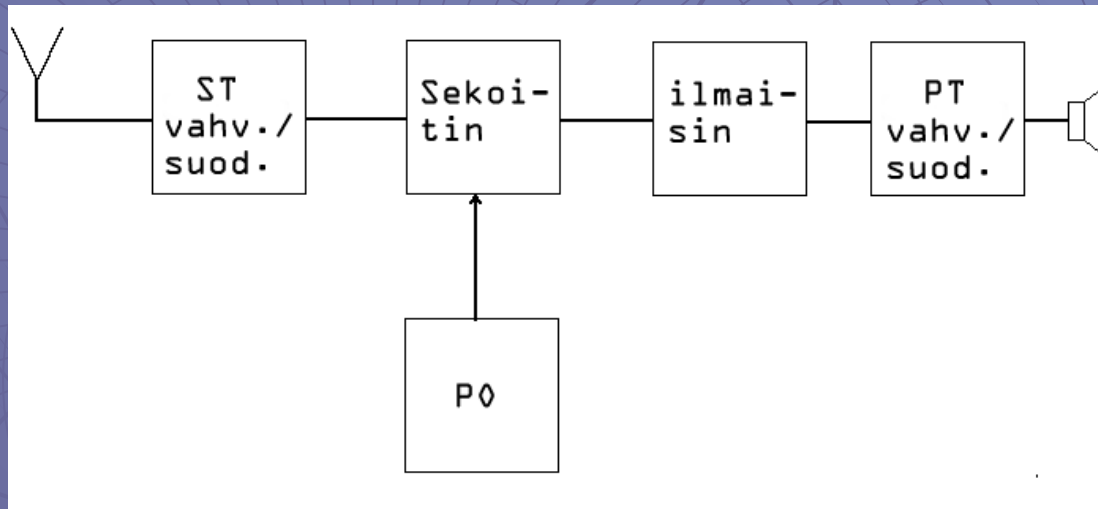 ST
vahv./
suod.
Sekoi-
tin
ilmai-
sin
PT
vahv./
suod.
PO